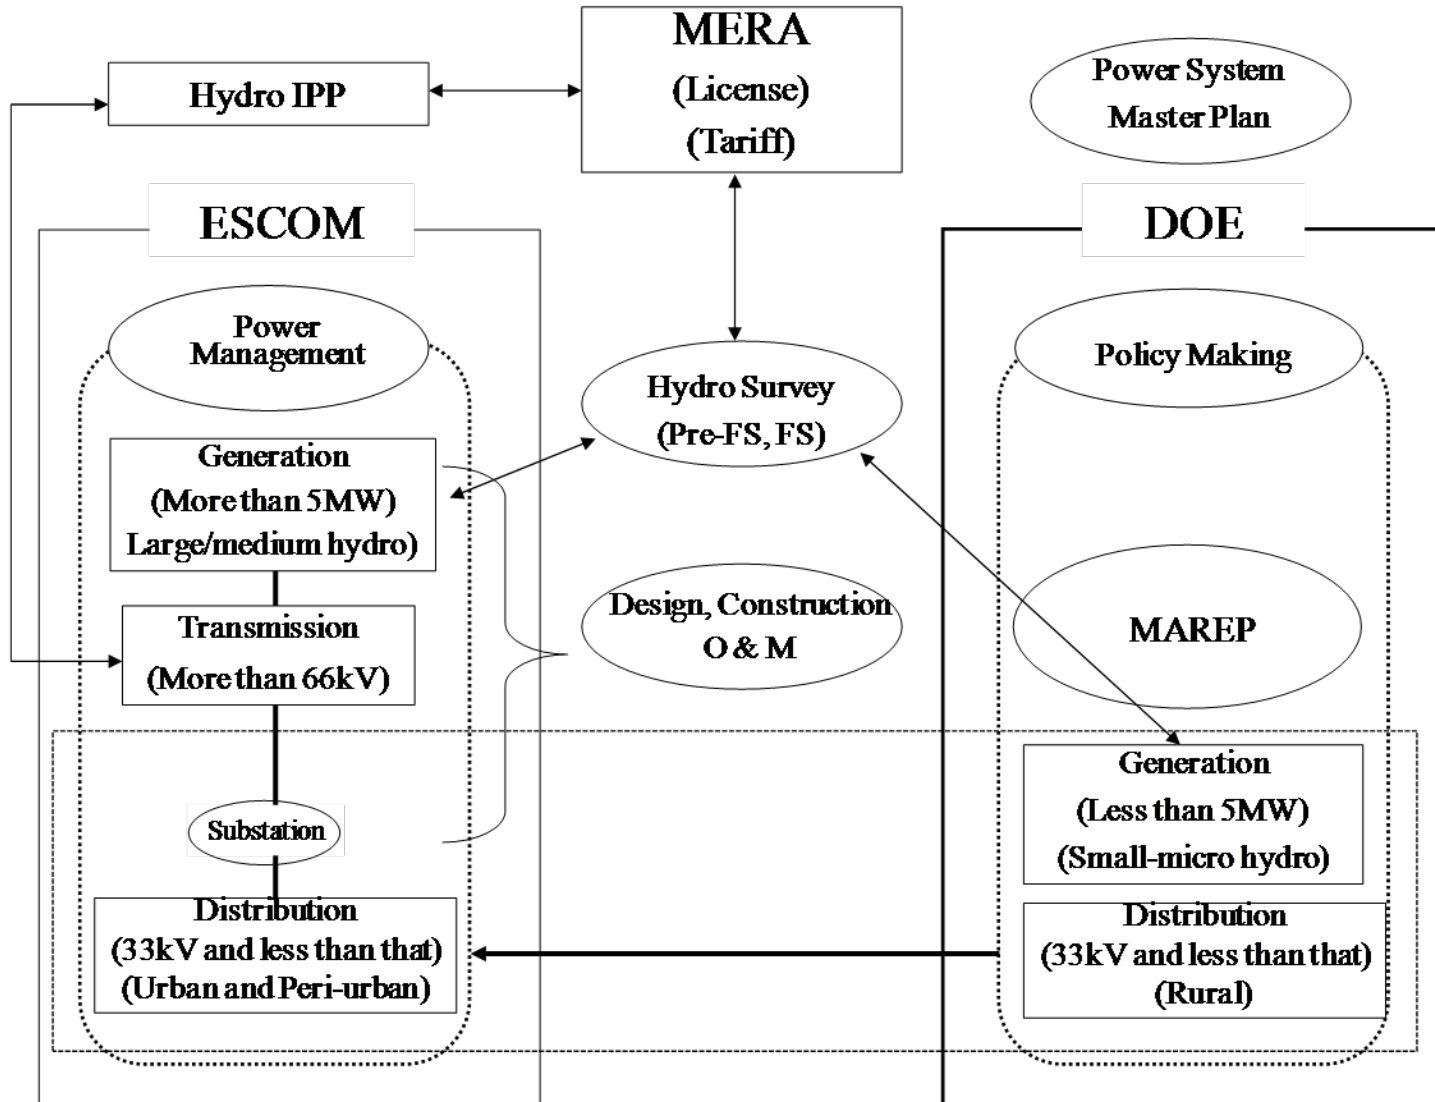 MERA
(License)
(Tariff)
Hydro IPP
Power System
Master Plan
ESCOM
DOE
Power
Management
Policy Making
Hydro Survey
(Pre-FS, FS)
Generation
(More than 5MW)
Large/medium hydro)
Design, Construction
O & M
MAREP
Transmission
(More than 66kV)
Substation
Generation
(Less than 5MW)
(Small-micro hydro)
Distribution
(33kV and less than that)
(Urban and Peri-urban)
Distribution
(33kV and less than that)
(Rural)